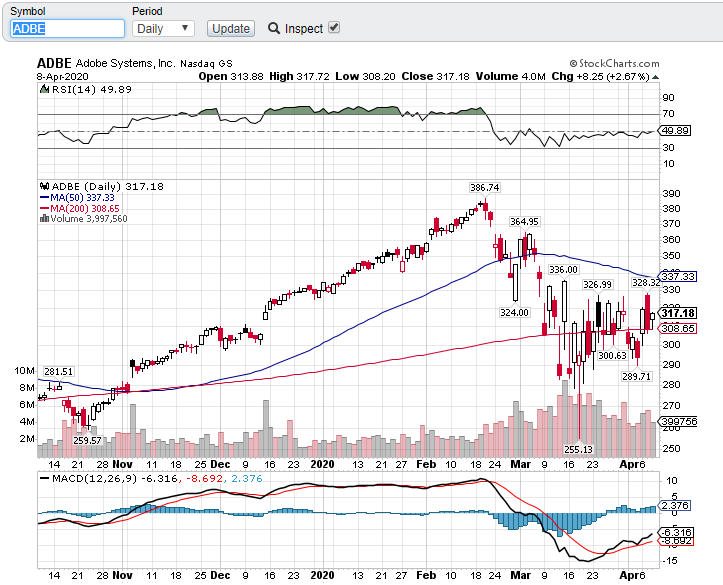 Symbol Period
ADBE Daily Update Inspect
ADBE Adobe Systems, Inc. Nasdaq GS © StockCharts.com
8-Apr-2020 Open 313.88 High 317.72 Low 308.20 Close 317.18 Volume 4.0M Chg +8.25 (+2.67%)
RSI(14) 49.89
90
70
49.89
30
10
ADBE (Daily) 317.18
MA(50) 337.33
MA(200) 308.65
Volume 3,997,560
386.74
364.95
336.00
326.99
328.32
324.00
300.63
289.71
281.51
259.57
255.13
390
380
370
360
350
340
337.33
330
320
317.18
308.65
300
290
280
270
260
250
399756
10M
8M
6M
4M
2M
14 21 28 Nov 11 18 25 Dec 9 16 23 2020 13 21 27 Feb 10 18 24 Mar 9 16 23 Apr 6
MACD(12,26,9) -6.316, -8.692, 2.376
10
5
2.376
-6.316
-8.692
-15
14 21 28 Nov 11 18 25 Dec 9 16 23 2020 13 21 27 Feb 10 18 24 Mar 9 16 23 Apr 6